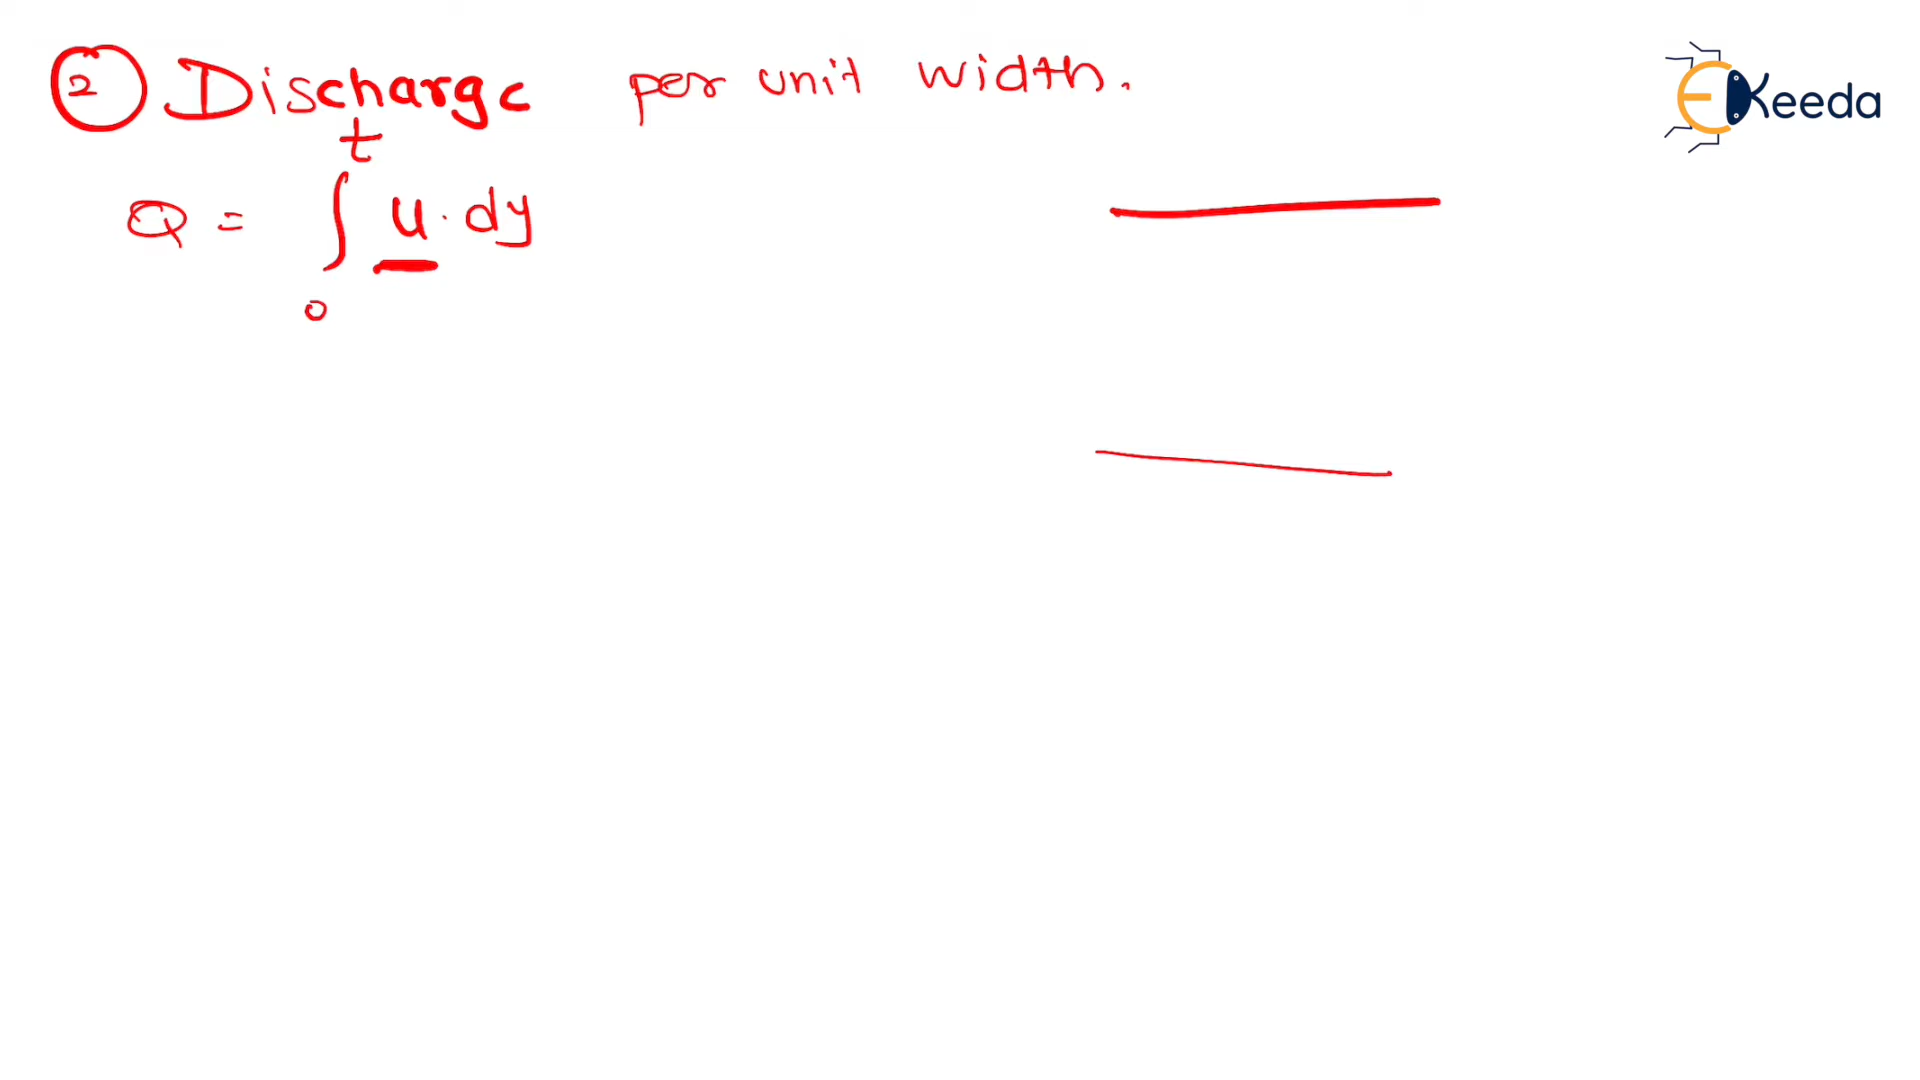 2 Discharge per unit width.
Q = ∫₀ᵗ u · dy
EKeeda